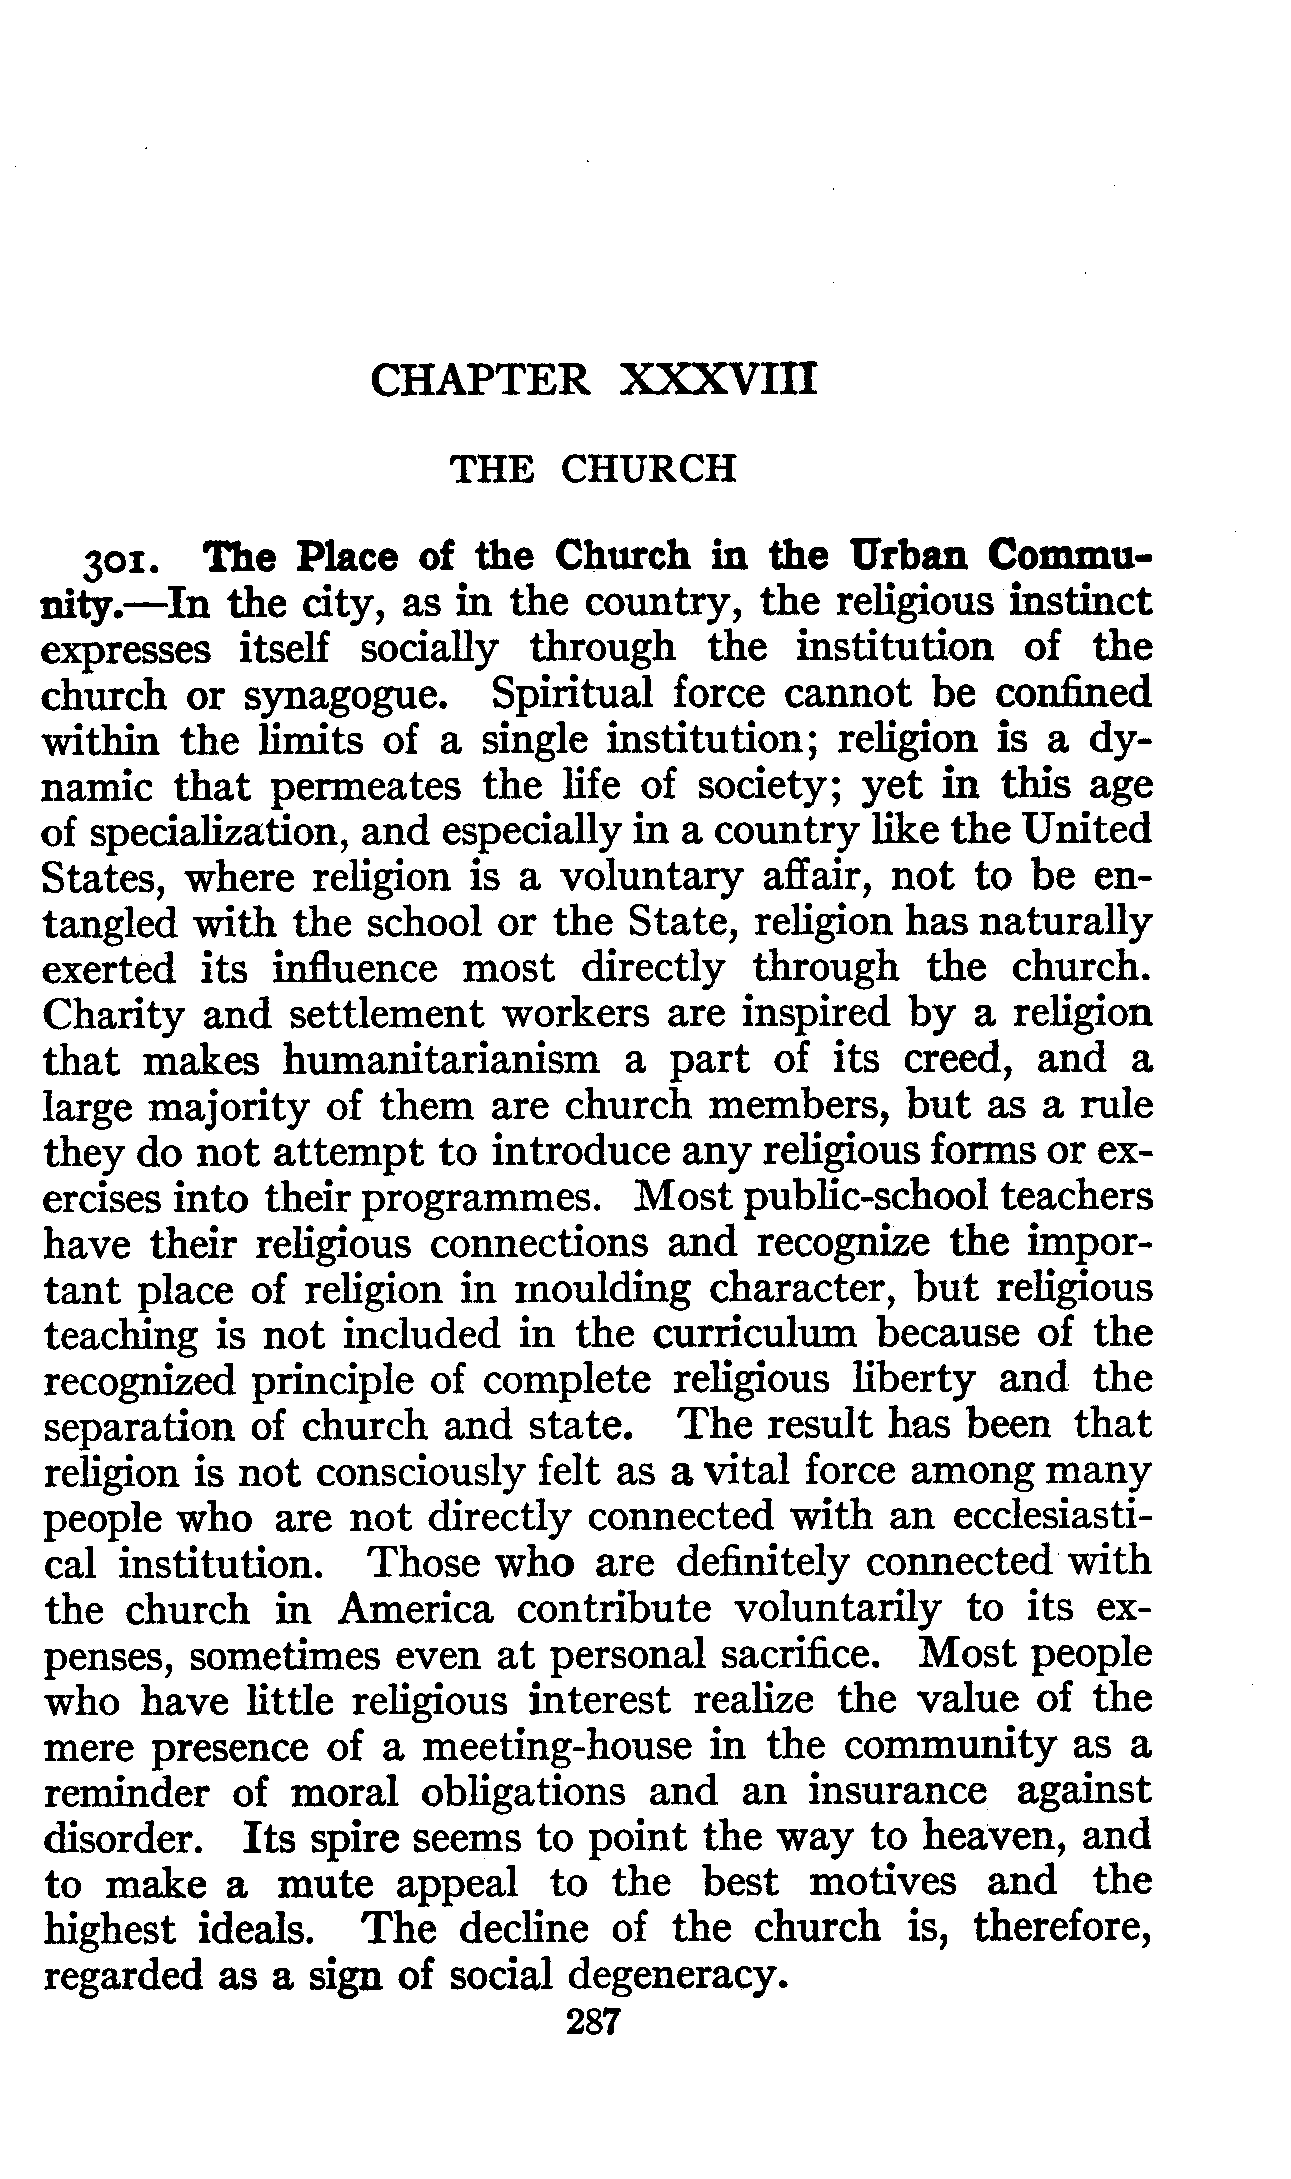 CHAPTER XXXVIII
THE CHURCH
301. The Place of the Church in the Urban Commu-
nity.—In the city, as in the country, the religious instinct
expresses itself socially through the institution of the
church or synagogue. Spiritual force cannot be confined
within the limits of a single institution; religion is a dy-
namic that permeates the life of society; yet in this age
of specialization, and especially in a country like the United
States, where religion is a voluntary affair, not to be en-
tangled with the school or the State, religion has naturally
exerted its influence most directly through the church.
Charity and settlement workers are inspired by a religion
that makes humanitarianism a part of its creed, and a
large majority of them are church members, but as a rule
they do not attempt to introduce any religious forms or ex-
ercises into their programmes. Most public-school teachers
have their religious connections and recognize the impor-
tant place of religion in moulding character, but religious
teaching is not included in the curriculum because of the
recognized principle of complete religious liberty and the
separation of church and state. The result has been that
religion is not consciously felt as a vital force among many
people who are not directly connected with an ecclesiasti-
cal institution. Those who are definitely connected with
the church in America contribute voluntarily to its ex-
penses, sometimes even at personal sacrifice. Most people
who have little religious interest realize the value of the
mere presence of a meeting-house in the community as a
reminder of moral obligations and an insurance against
disorder. Its spire seems to point the way to heaven, and
to make a mute appeal to the best motives and the
highest ideals. The decline of the church is, therefore,
regarded as a sign of social degeneracy.
287